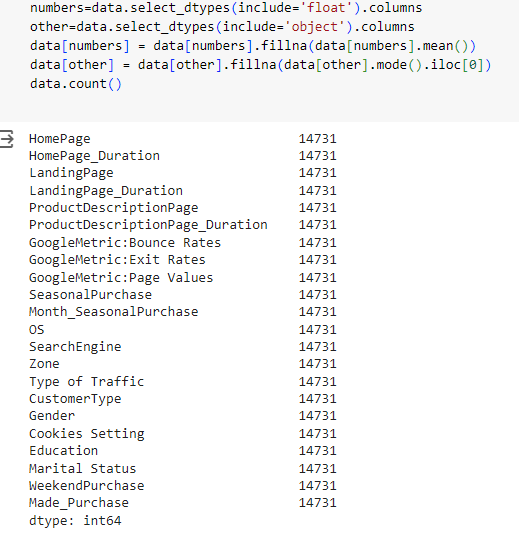 numbers=data.select_dtypes(include='float').columns
other=data.select_dtypes(include='object').columns
data[numbers] = data[numbers].fillna(data[numbers].mean())
data[other] = data[other].fillna(data[other].mode().iloc[0])
data.count()
HomePage 14731
HomePage_Duration 14731
LandingPage 14731
LandingPage_Duration 14731
ProductDescriptionPage 14731
ProductDescriptionPage_Duration 14731
GoogleMetric:Bounce Rates 14731
GoogleMetric:Exit Rates 14731
GoogleMetric:Page Values 14731
SeasonalPurchase 14731
Month_SeasonalPurchase 14731
OS 14731
SearchEngine 14731
Zone 14731
Type of Traffic 14731
CustomerType 14731
Gender 14731
Cookies Setting 14731
Education 14731
Marital Status 14731
WeekendPurchase 14731
Made_Purchase 14731
dtype: int64